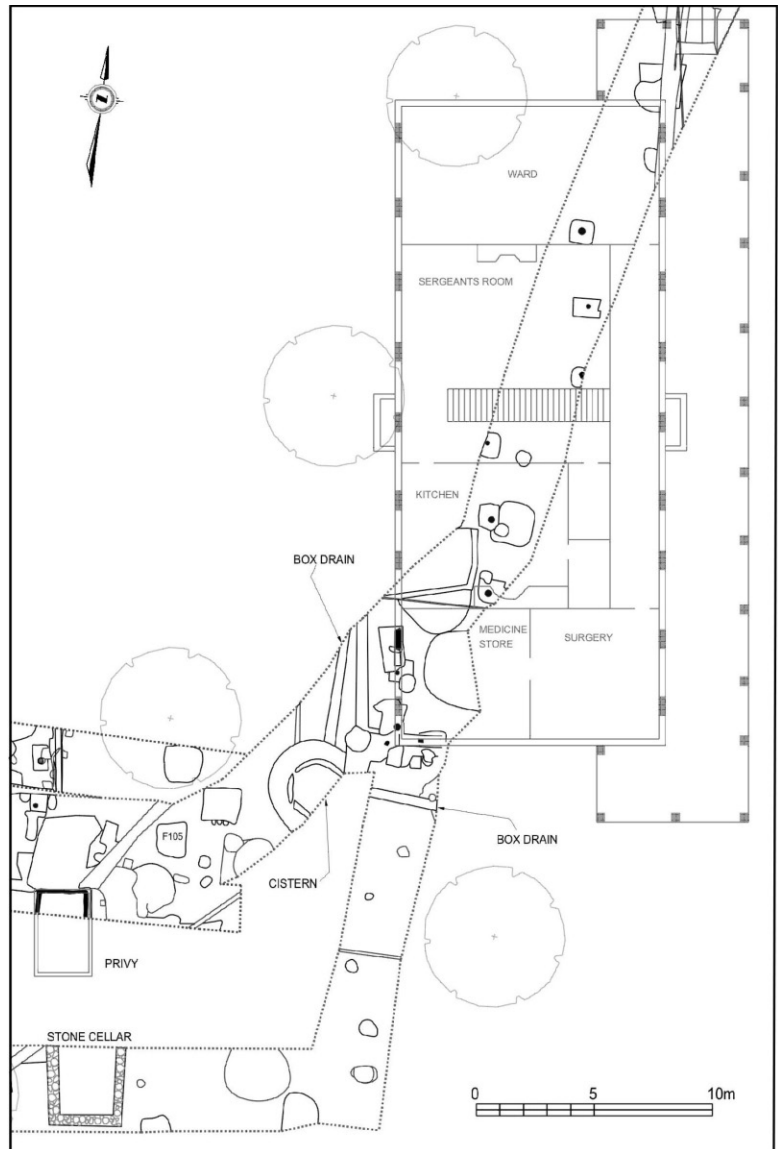 WARD
SERGEANTS ROOM
KITCHEN
BOX DRAIN
MEDICINE
STORE
SURGERY
F105
CISTERN
BOX DRAIN
PRIVY
STONE CELLAR
0 5 10m